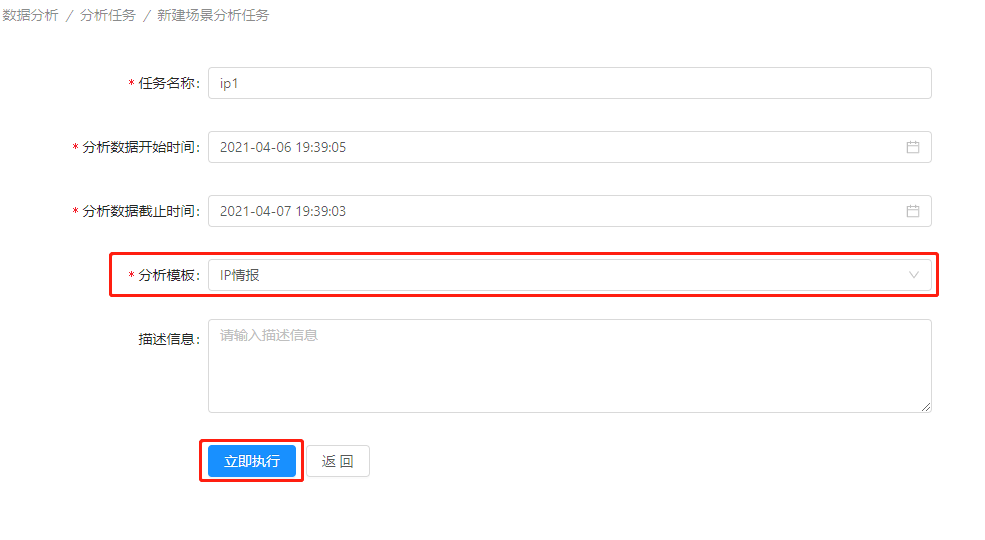 数据分析 / 分析任务 / 新建场景分析任务
* 任务名称: ip1
* 分析数据开始时间: 2021-04-06 19:39:05
* 分析数据截止时间: 2021-04-07 19:39:03
* 分析模板: IP情报
描述信息: 请输入描述信息
立即执行 返 回